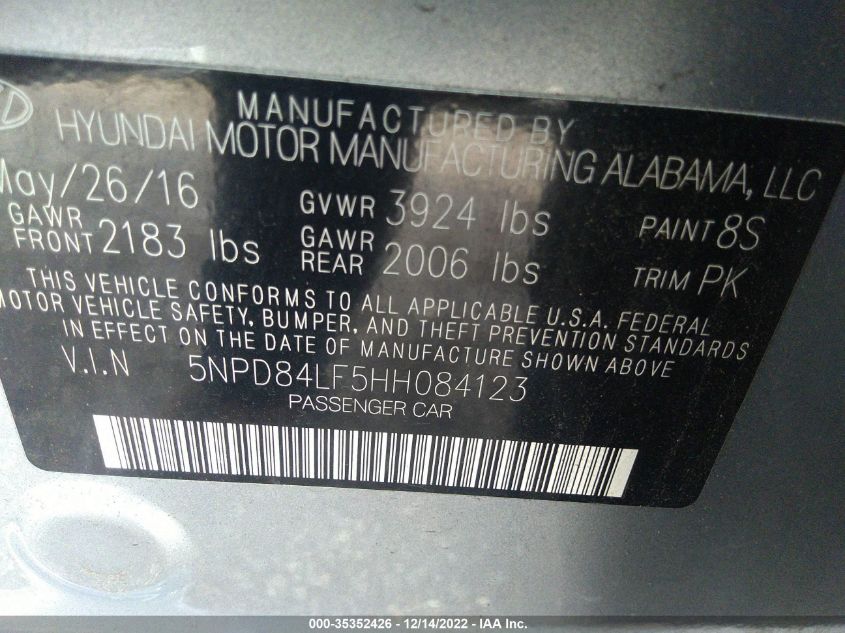 MANUFACTURED BY
HYUNDAI MOTOR MANUFACTURING ALABAMA, LLC
May/26/16 GVWR 3924 lbs PAINT 8S
GAWR FRONT 2183 lbs GAWR REAR 2006 lbs TRIM PK
THIS VEHICLE CONFORMS TO ALL APPLICABLE U.S.A. FEDERAL
MOTOR VEHICLE SAFETY, BUMPER, AND THEFT PREVENTION STANDARDS
IN EFFECT ON THE DATE OF MANUFACTURE SHOWN ABOVE
V.I.N 5NPD84LF5HH084123
PASSENGER CAR
000-35352426 - 12/14/2022 - IAA, Inc.